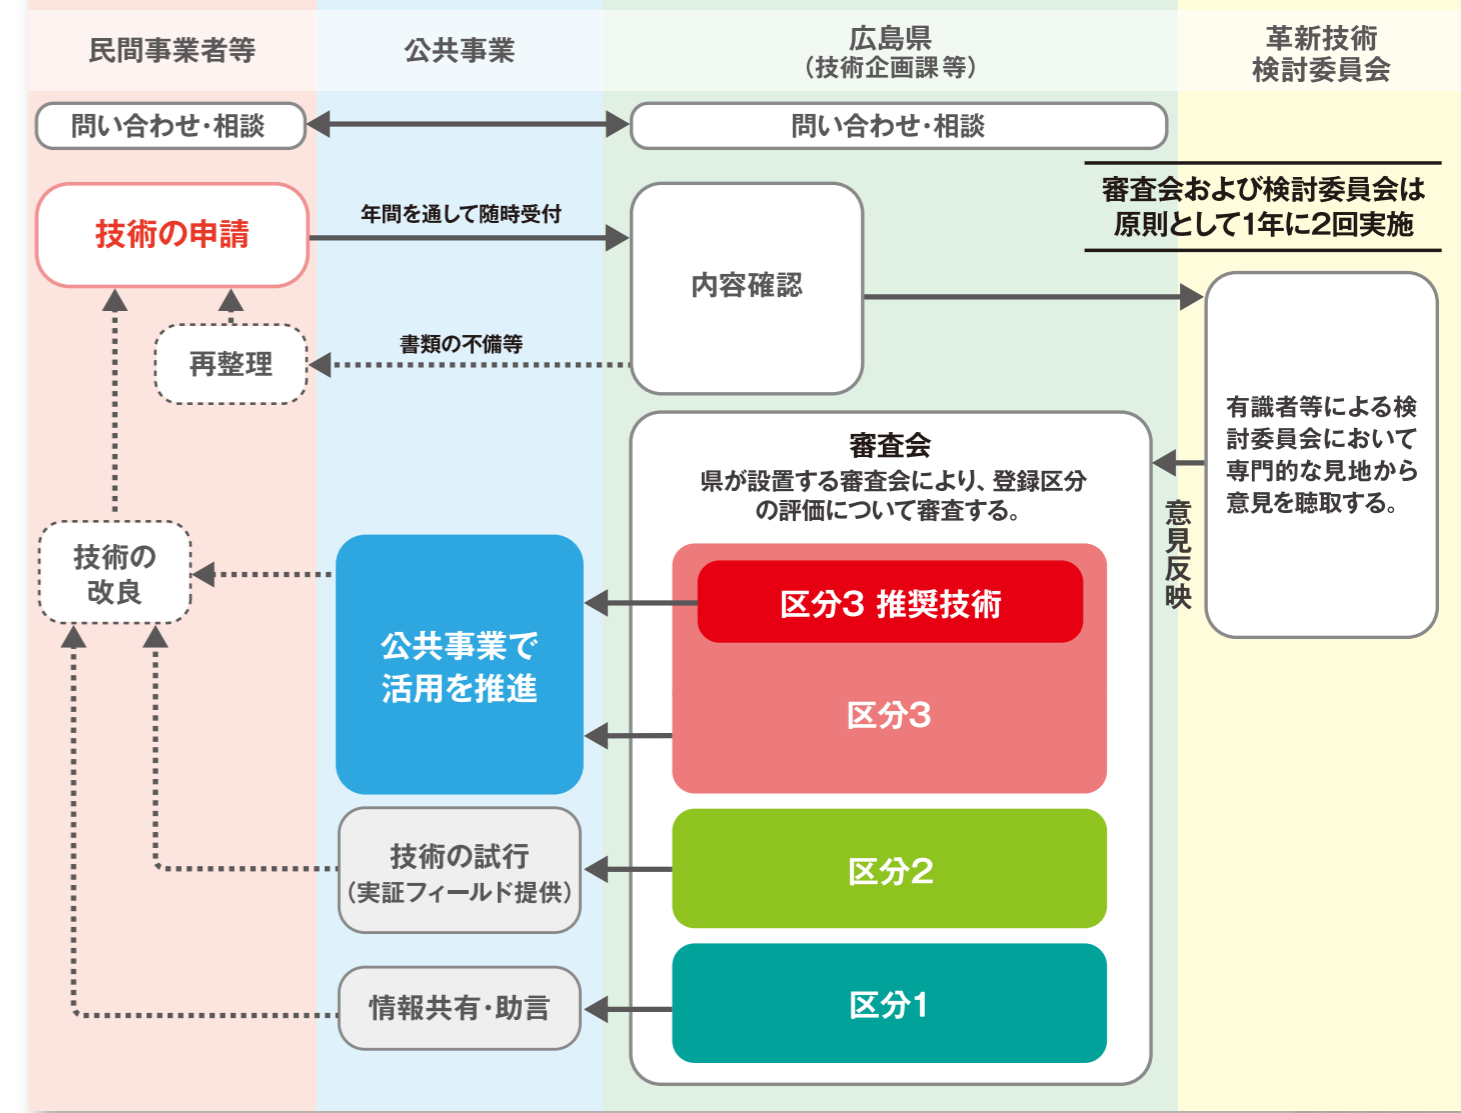 民間事業者等
公共事業
広島県
（技術企画課等）
革新技術
検討委員会
問い合わせ・相談
問い合わせ・相談
審査会および検討委員会は
原則として1年に2回実施
技術の申請
年間を通して随時受付
内容確認
再整理
書類の不備等
有識者等による検
討委員会において
専門的な見地から
意見を聴取する。
審査会
県が設置する審査会により、登録区分
の評価について審査する。
意見反映
技術の
改良
公共事業で
活用を推進
区分3 推奨技術
区分3
技術の試行
（実証フィールド提供）
区分2
情報共有・助言
区分1